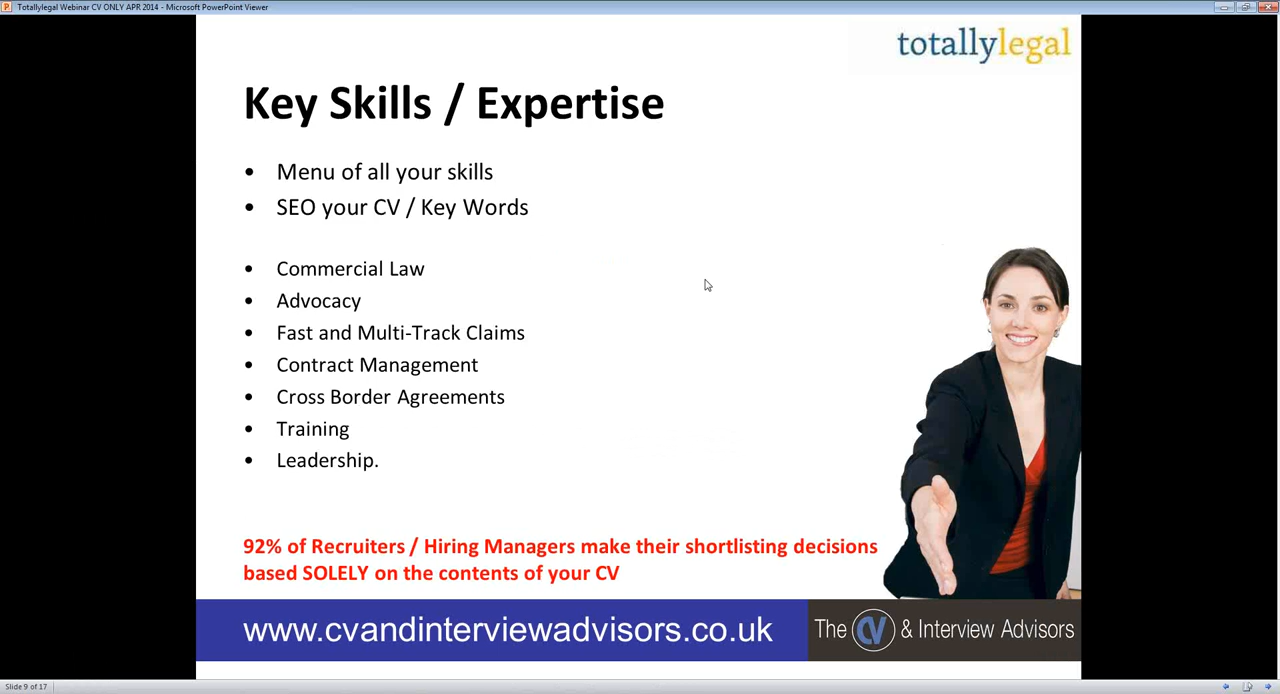 Totallylegal Webinar CV ONLY APR 2014 - Microsoft PowerPoint Viewer
totallylegal
Key Skills / Expertise
• Menu of all your skills
• SEO your CV / Key Words
• Commercial Law
• Advocacy
• Fast and Multi-Track Claims
• Contract Management
• Cross Border Agreements
• Training
• Leadership.
92% of Recruiters / Hiring Managers make their shortlisting decisions
based SOLELY on the contents of your CV
www.cvandinterviewadvisors.co.uk
The CV & Interview Advisors
Slide 9 of 17